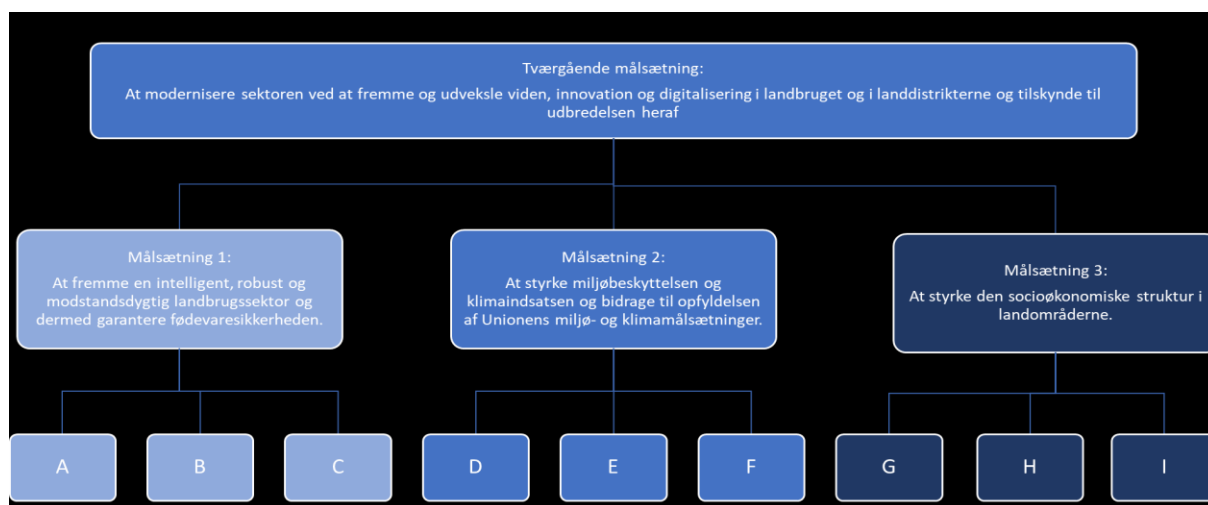 Tværgående målsætning:
At modernisere sektoren ved at fremme og udveksle viden, innovation og digitalisering i landbruget og i landdistrikterne og tilskynde til
udbredelsen heraf
Målsætning 1:
At fremme en intelligent, robust og
modstandsdygtig landbrugssektor og
dermed garantere fødevaresikkerheden.
Målsætning 2:
At styrke miljøbeskyttelsen og
klimaindsatsen og bidrage til opfyldelsen
af Unionens miljø- og klimamålsætninger.
Målsætning 3:
At styrke den socioøkonomiske struktur i
landområderne.
A
B
C
D
E
F
G
H
I